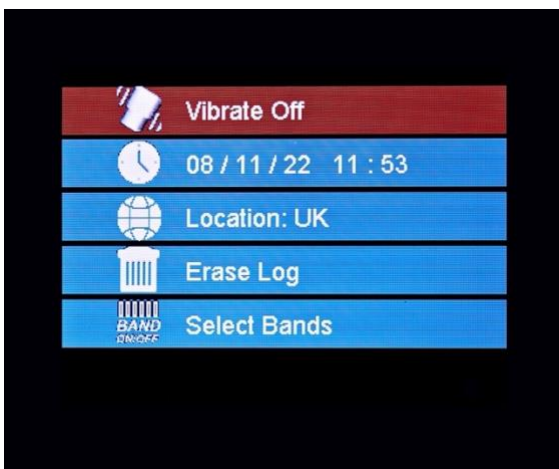 Vibrate Off
08 / 11 / 22 11 : 53
Location: UK
Erase Log
BAND
ON/OFF
Select Bands